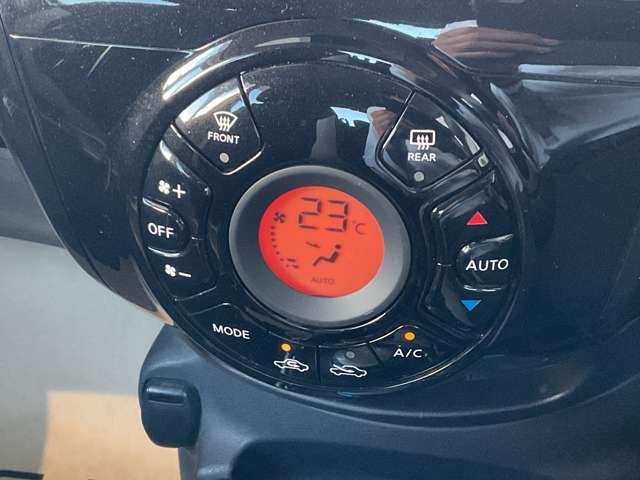 FRONT
REAR
+
OFF
−
23°C
AUTO
AUTO
MODE
A/C